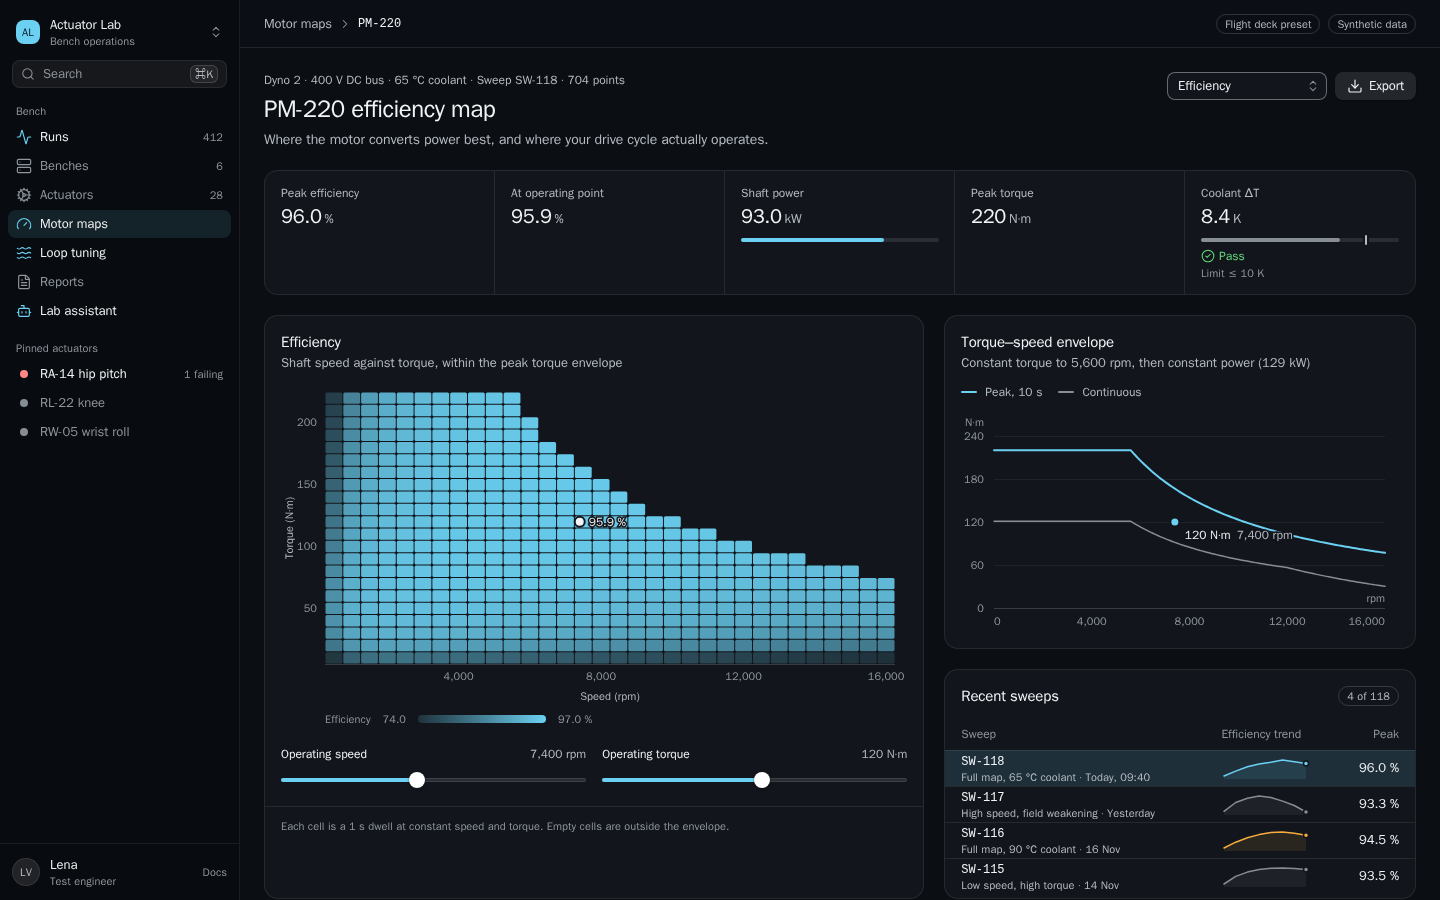 AL
Actuator Lab
Bench operations
Search
⌘K
Bench
Runs 412
Benches 6
Actuators 28
Motor maps
Loop tuning
Reports
Lab assistant
Pinned actuators
RA-14 hip pitch 1 failing
RL-22 knee
RW-05 wrist roll
LV
Lena
Test engineer
Docs
Motor maps > PM-220
Flight deck preset
Synthetic data
Dyno 2 · 400 V DC bus · 65 °C coolant · Sweep SW-118 · 704 points
PM-220 efficiency map
Where the motor converts power best, and where your drive cycle actually operates.
Efficiency
Export
Peak efficiency
96.0 %
At operating point
95.9 %
Shaft power
93.0 kW
Peak torque
220 N·m
Coolant ΔT
8.4 K
Pass
Limit ≤ 10 K
Efficiency
Shaft speed against torque, within the peak torque envelope
Torque (N·m)
200
150
100
50
95.9 %
4,000 8,000 12,000 16,000
Speed (rpm)
Efficiency 74.0 97.0 %
Operating speed 7,400 rpm
Operating torque 120 N·m
Each cell is a 1 s dwell at constant speed and torque. Empty cells are outside the envelope.
Torque–speed envelope
Constant torque to 5,600 rpm, then constant power (129 kW)
Peak, 10 s Continuous
N·m
240
180
120
60
0
120 N·m 7,400 rpm
rpm
0 4,000 8,000 12,000 16,000
Recent sweeps
4 of 118
Sweep Efficiency trend Peak
SW-118
Full map, 65 °C coolant · Today, 09:40
96.0 %
SW-117
High speed, field weakening · Yesterday
93.3 %
SW-116
Full map, 90 °C coolant · 16 Nov
94.5 %
SW-115
Low speed, high torque · 14 Nov
93.5 %